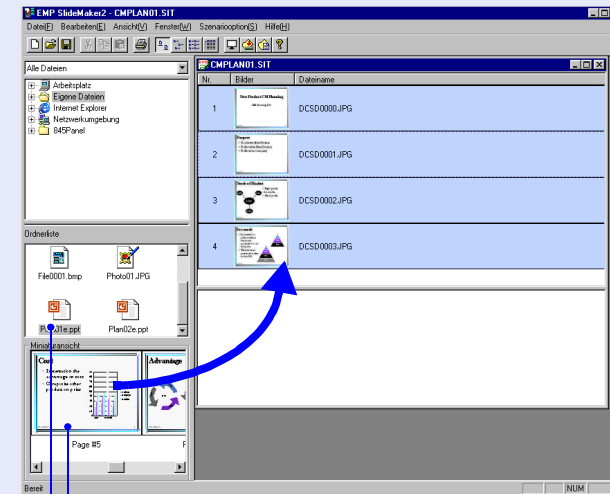 EMP SlideMaker2 - CMPLAN01.SIT
Datei(F) Bearbeiten(E) Ansicht(V) Fenster(W) Szenariooption(S) Hilfe(H)
Alle Dateien
Arbeitsplatz
Eigene Dateien
Internet Explorer
Netzwerkumgebung
845Panel
Ordnerliste
File0001.bmp Photo01.JPG
Plan02e.ppt
Miniaturansicht
Cost
Advantage
Page #5
CMPLAN01.SIT
Nr. Bilder Dateiname
1 DCSD0000.JPG
2 Purpose DCSD0001.JPG
3 DCSD0002.JPG
4 DCSD0003.JPG
Bereit
NUM